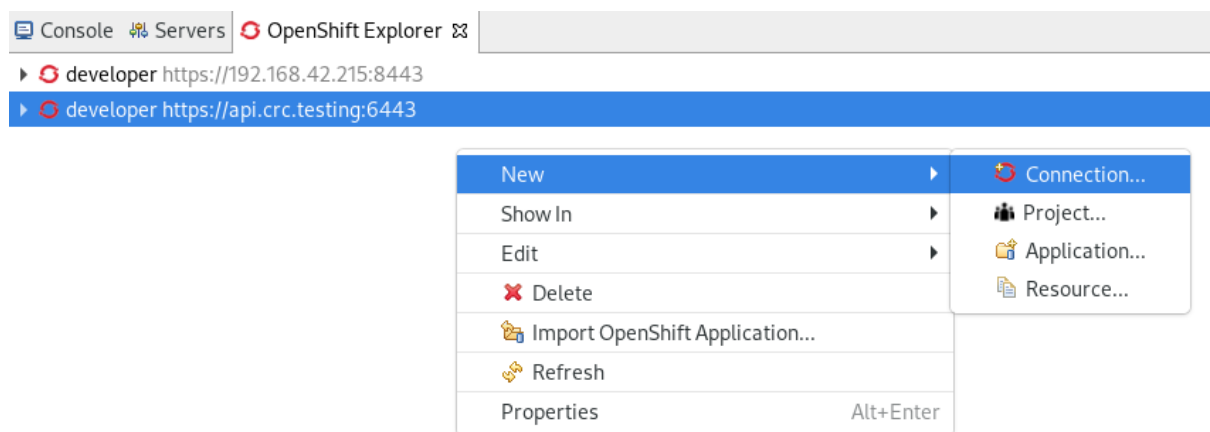 Console Servers OpenShift Explorer
developer https://192.168.42.215:8443
developer https://api.crc.testing:6443
New
Show In
Edit
Delete
Import OpenShift Application...
Refresh
Properties Alt+Enter
Connection...
Project...
Application...
Resource...